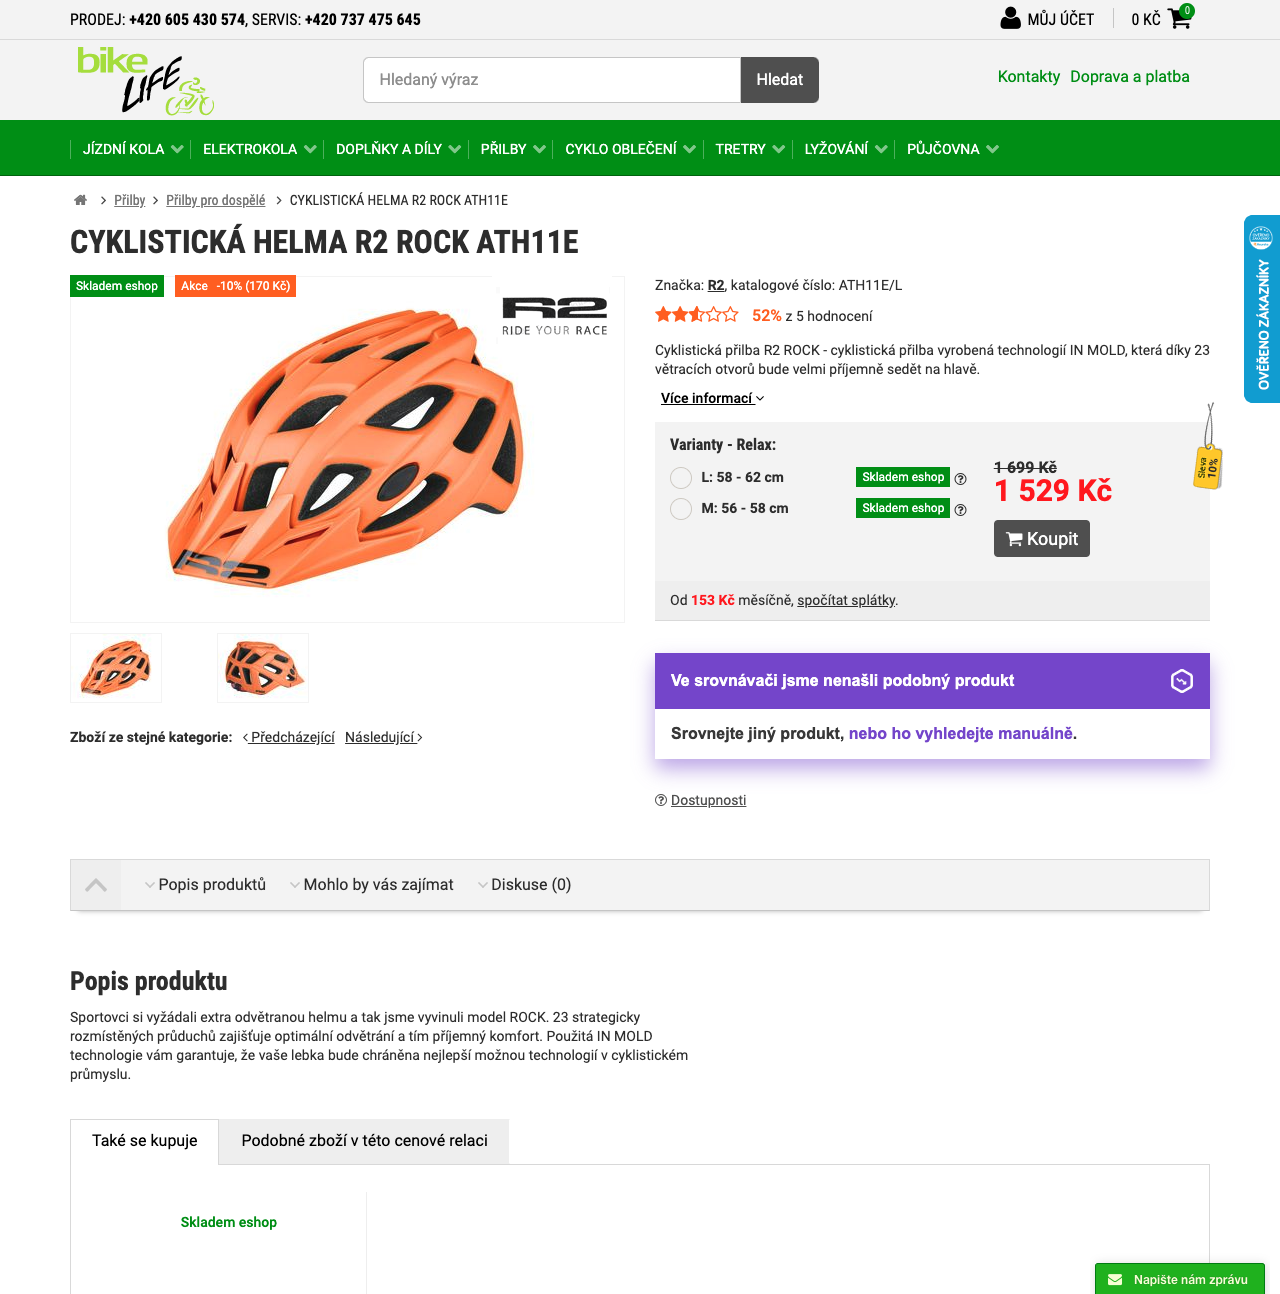 PRODEJ: +420 605 430 574, SERVIS: +420 737 475 645
MŮJ ÚČET
0 KČ
0
bike LIFE
Hledaný výraz
Hledat
Kontakty
Doprava a platba
JÍZDNÍ KOLA
ELEKTROKOLA
DOPLŇKY A DÍLY
PŘILBY
CYKLO OBLEČENÍ
TRETRY
LYŽOVÁNÍ
PŮJČOVNA
Přilby
Přilby pro dospělé
CYKLISTICKÁ HELMA R2 ROCK ATH11E
CYKLISTICKÁ HELMA R2 ROCK ATH11E
Skladem eshop
Akce -10% (170 Kč)
R2
RIDE YOUR RACE
R2
Značka: R2, katalogové číslo: ATH11E/L
52% z 5 hodnocení
Cyklistická přilba R2 ROCK - cyklistická přilba vyrobená technologií IN MOLD, která díky 23
větracích otvorů bude velmi příjemně sedět na hlavě.
Více informací
OVĚŘENO ZÁKAZNÍKY
Varianty - Relax:
L: 58 - 62 cm
Skladem eshop
M: 56 - 58 cm
Skladem eshop
1 699 Kč
1 529 Kč
Sleva
10%
Koupit
Od 153 Kč měsíčně, spočítat splátky.
Ve srovnávači jsme nenašli podobný produkt
Srovnejte jiný produkt, nebo ho vyhledejte manuálně.
Zboží ze stejné kategorie:
Předcházející
Následující
Dostupnosti
Popis produktů
Mohlo by vás zajímat
Diskuse (0)
Popis produktu
Sportovci si vyžádali extra odvětranou helmu a tak jsme vyvinuli model ROCK. 23 strategicky
rozmístěných průduchů zajišťuje optimální odvětrání a tím příjemný komfort. Použitá IN MOLD
technologie vám garantuje, že vaše lebka bude chráněna nejlepší možnou technologií v cyklistickém
průmyslu.
Také se kupuje
Podobné zboží v této cenové relaci
Skladem eshop
Napište nám zprávu